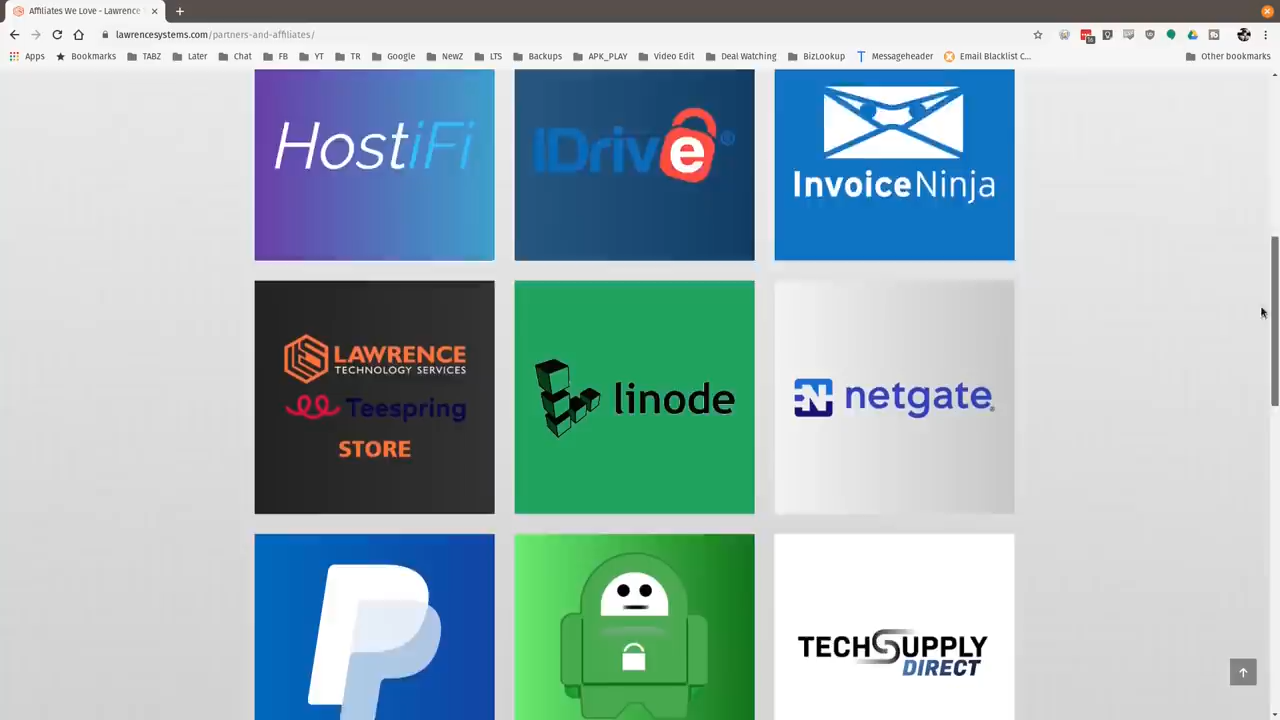 Affiliates We Love - Lawrence
lawrencesystems.com/partners-and-affiliates/
Apps Bookmarks TABZ Later Chat FB YT TR Google NewZ LTS Backups APK_PLAY Video Edit Deal Watching BizLookup Messageheader Email Blacklist C... Other bookmarks
HostiFi
IDrive®
InvoiceNinja
LAWRENCE
TECHNOLOGY SERVICES
Teespring
STORE
linode
netgate®
TECHSUPPLY
DIRECT